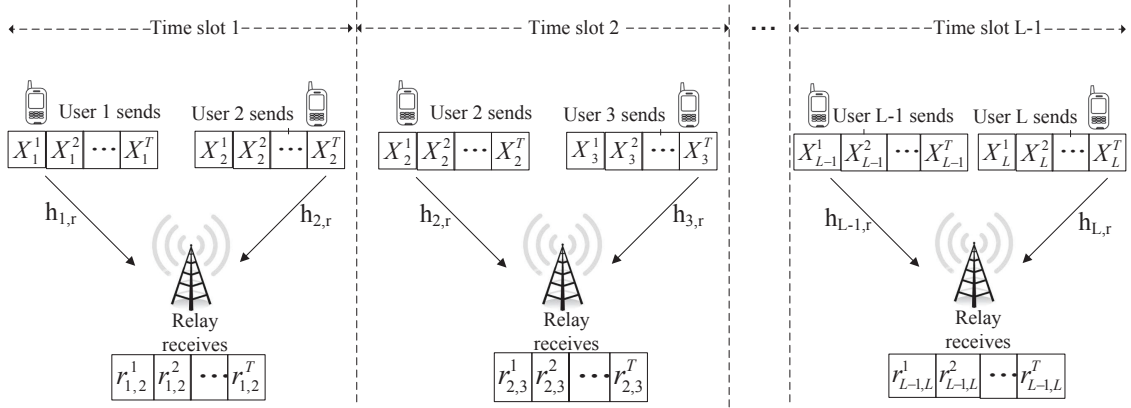 Time slot 1 Time slot 2 ... Time slot L-1
User 1 sends User 2 sends User 2 sends User 3 sends User L-1 sends User L sends
X_1^1 X_1^2 ... X_1^T X_2^1 X_2^2 ... X_2^T X_2^1 X_2^2 ... X_2^T X_3^1 X_3^2 ... X_3^T X_{L-1}^1 X_{L-1}^2 ... X_{L-1}^T X_L^1 X_L^2 ... X_L^T
h_{1,r} h_{2,r} h_{2,r} h_{3,r} h_{L-1,r} h_{L,r}
Relay Relay Relay
receives receives receives
r_{1,2}^1 r_{1,2}^2 ... r_{1,2}^T r_{2,3}^1 r_{2,3}^2 ... r_{2,3}^T r_{L-1,L}^1 r_{L-1,L}^2 ... r_{L-1,L}^T